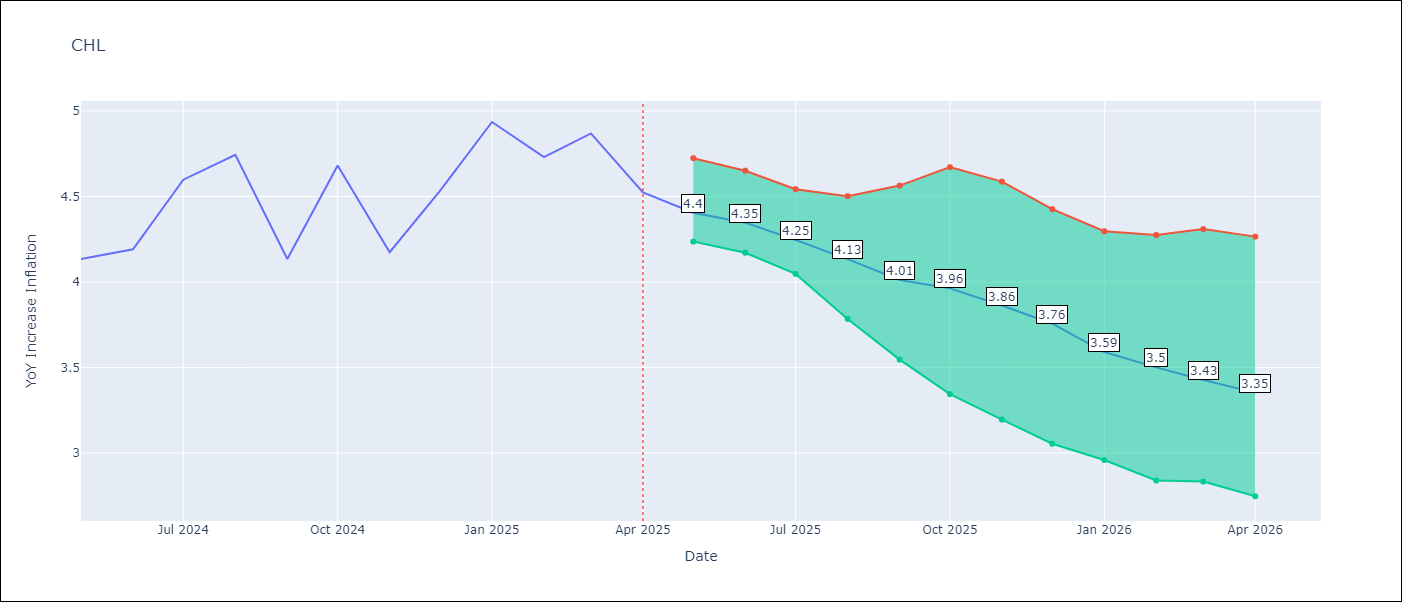 CHL
YoY Increase Inflation
5
4.5
4
3.5
3
4.4
4.35
4.25
4.13
4.01
3.96
3.86
3.76
3.59
3.5
3.43
3.35
Jul 2024
Oct 2024
Jan 2025
Apr 2025
Jul 2025
Oct 2025
Jan 2026
Apr 2026
Date